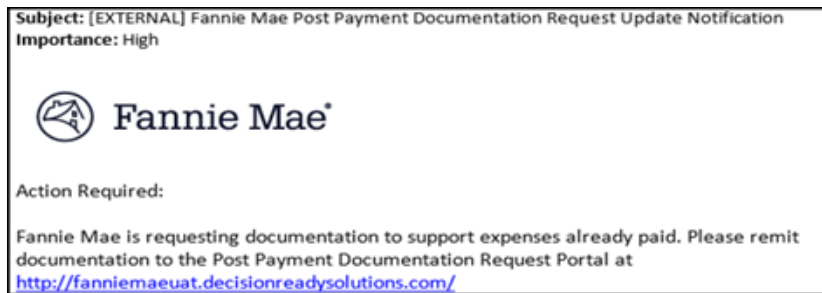 Subject: [EXTERNAL] Fannie Mae Post Payment Documentation Request Update Notification
Importance: High
Fannie Mae®
Action Required:
Fannie Mae is requesting documentation to support expenses already paid. Please remit
documentation to the Post Payment Documentation Request Portal at
http://fanniemaeuat.decisionreadysolutions.com/